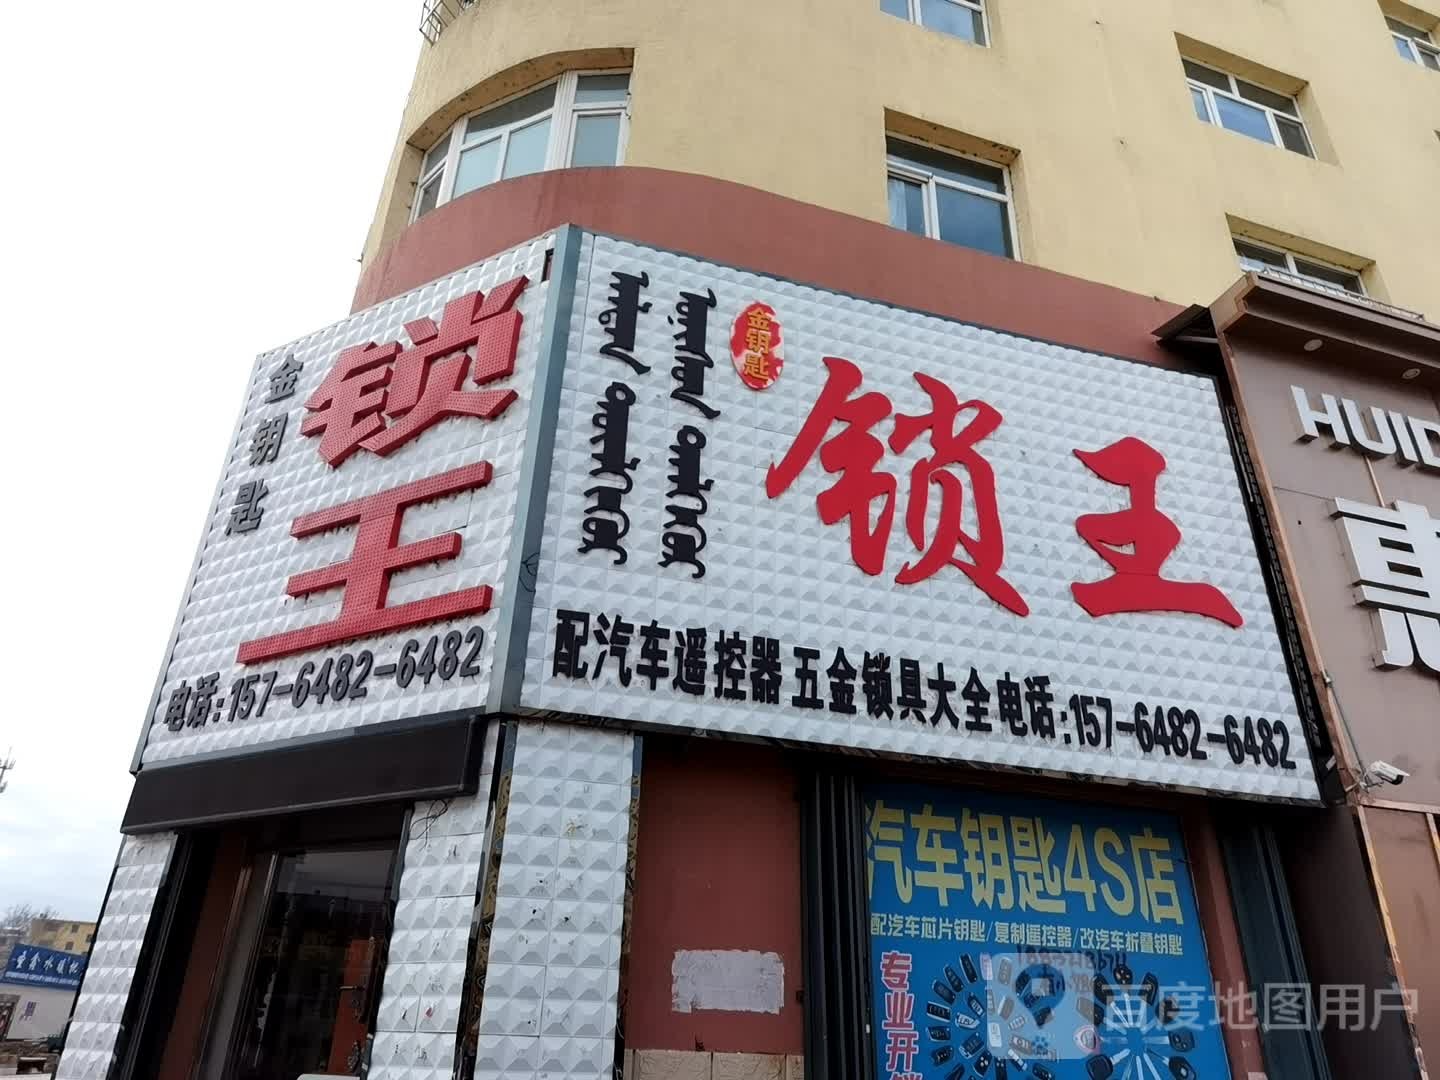 金钥匙
锁王
电话:157-6482-6482
金钥匙
锁王
配汽车遥控器 五金锁具大全 电话:157-6482-6482
HUID
惠
汽车钥匙4S店
配汽车芯片钥匙/复制遥控器/改汽车折叠钥匙
专业开锁
百度地图用户